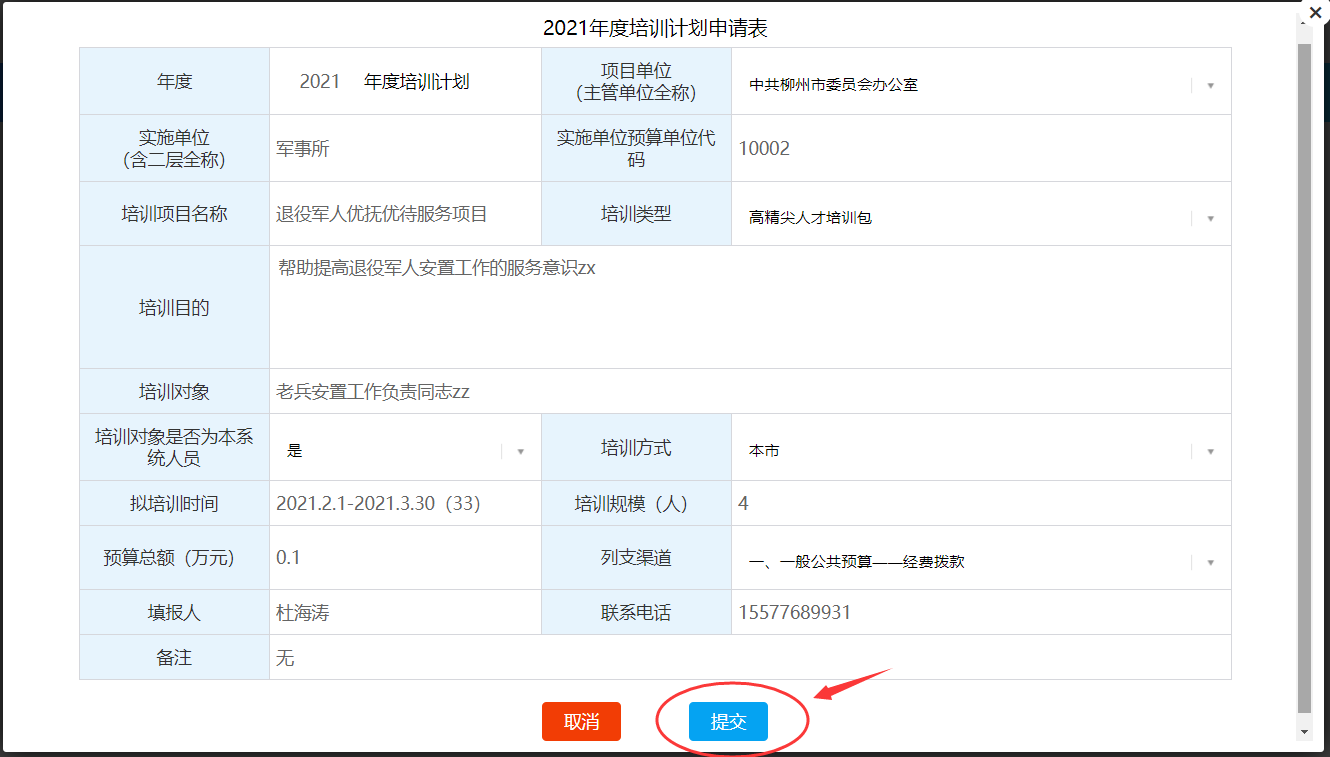 2021年度培训计划申请表
年度
2021 年度培训计划
项目单位
（主管单位全称）
中共柳州市委员会办公室
实施单位
（含二层全称）
军事所
实施单位预算单位代
码
10002
培训项目名称
退役军人优抚优待服务项目
培训类型
高精尖人才培训包
培训目的
帮助提高退役军人安置工作的服务意识zx
培训对象
老兵安置工作负责同志zz
培训对象是否为本系
统人员
是
培训方式
本市
拟培训时间
2021.2.1-2021.3.30（33）
培训规模（人）
4
预算总额（万元）
0.1
列支渠道
一、一般公共预算——经费拨款
填报人
杜海涛
联系电话
15577689931
备注
无
取消
提交